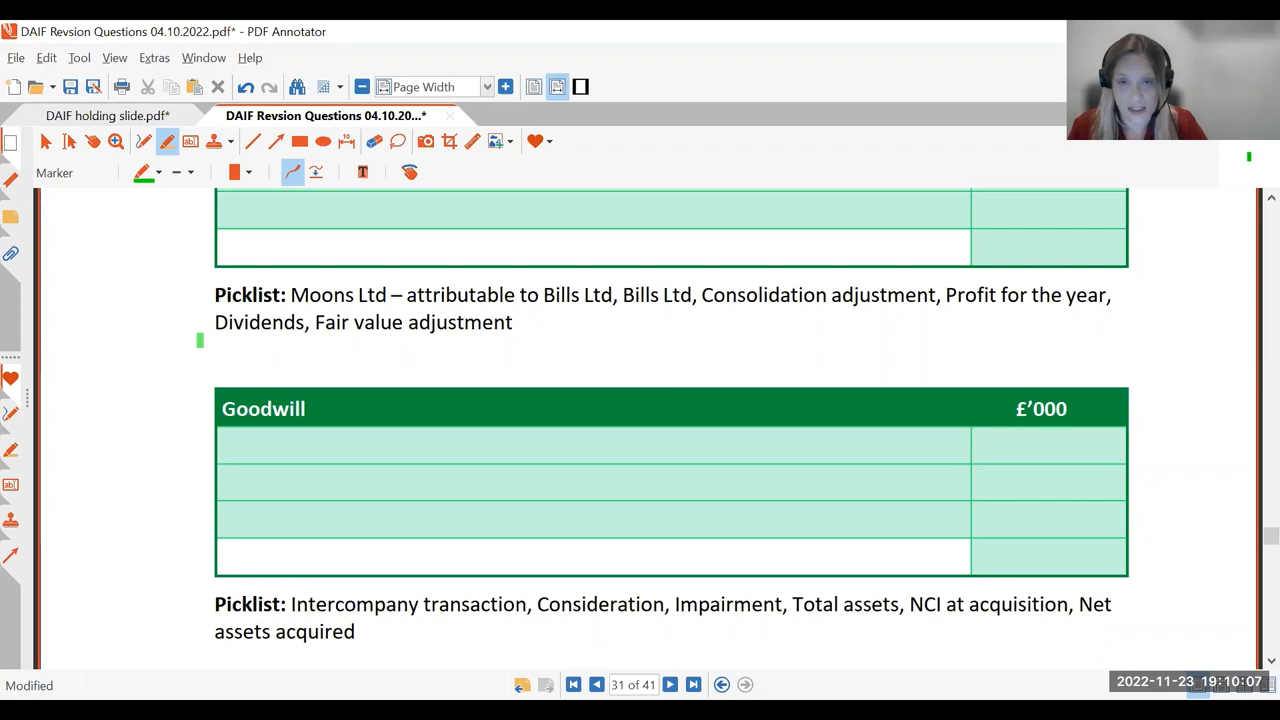 DAIF Revsion Questions 04.10.2022.pdf* - PDF Annotator
File Edit Tool View Extras Window Help
Page Width
DAIF holding slide.pdf* DAIF Revsion Questions 04.10.20...*
Marker
Picklist: Moons Ltd – attributable to Bills Ltd, Bills Ltd, Consolidation adjustment, Profit for the year,
Dividends, Fair value adjustment
Goodwill £’000
Picklist: Intercompany transaction, Consideration, Impairment, Total assets, NCI at acquisition, Net
assets acquired
Modified 31 of 41 2022-11-23 19:10:07